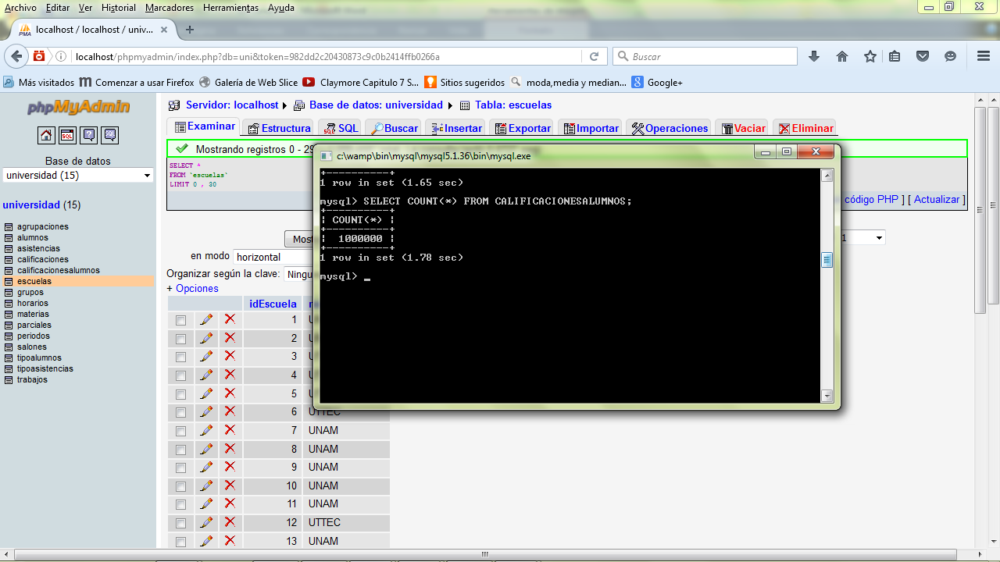 Archivo Editar Ver Historial Marcadores Herramientas Ayuda
PMA localhost / localhost / univ...
localhost/phpmyadmin/index.php?db=uni&token=982dd2c20430873c9c0b2414ffb0266a
Buscar
Más visitados Comenzar a usar Firefox Galería de Web Slice Claymore Capitulo 7 S... Sitios sugeridos moda,media y median... Google+
phpMyAdmin
SQL
Base de datos
universidad (15)
universidad (15)
agrupaciones
alumnos
asistencias
calificaciones
calificacionesalumnos
escuelas
grupos
horarios
materias
parciales
periodos
salones
tipoalumnos
tipoasistencias
trabajos
Servidor: localhost Base de datos: universidad Tabla: escuelas
Examinar Estructura SQL Buscar Insertar Exportar Importar Operaciones Vaciar Eliminar
Mostrando registros 0 - 29
SELECT *
FROM `escuelas`
LIMIT 0 , 30
código PHP ] [ Actualizar ]
Most
1
en modo horizontal
Organizar según la clave: Ningu
+ Opciones
idEscuela n
1 U
2 U
3 U
4 U
5 U
6 UTTEC
7 UNAM
8 UNAM
9 UNAM
10 UNAM
11 UNAM
12 UTTEC
13 UNAM
c:\wamp\bin\mysql\mysql5.1.36\bin\mysql.exe
+----------+
1 row in set (1.65 sec)
mysql> SELECT COUNT(*) FROM CALIFICACIONESALUMNOS;
+----------+
| COUNT(*) |
+----------+
| 1000000 |
+----------+
1 row in set (1.78 sec)
mysql> _